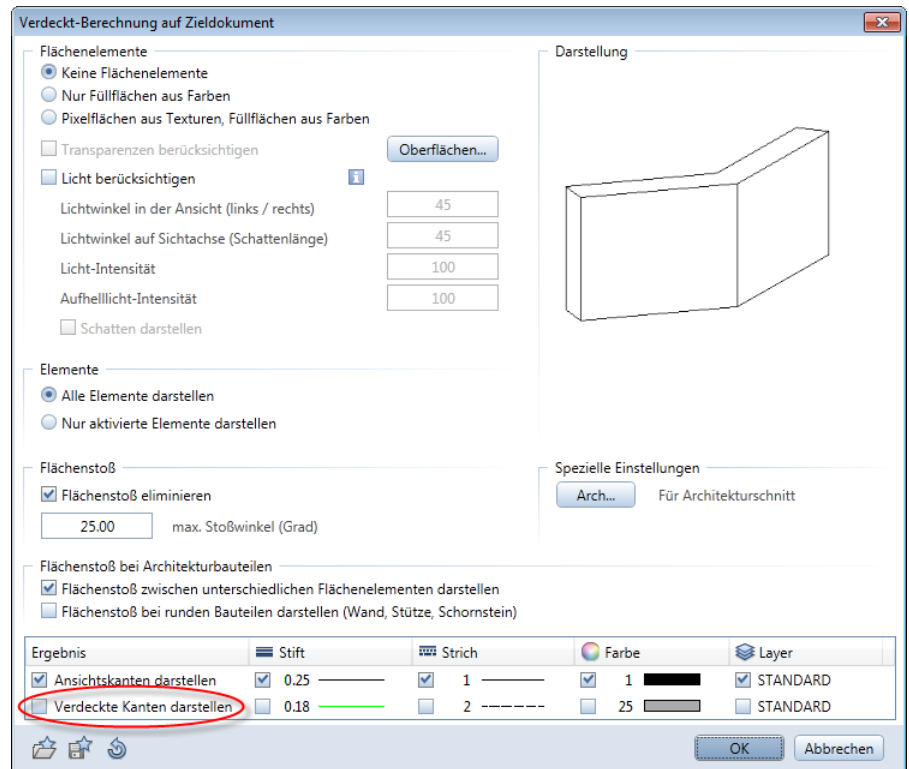 Verdeckt-Berechnung auf Zieldokument
Flächenelemente
Keine Flächenelemente
Nur Füllflächen aus Farben
Pixelflächen aus Texturen, Füllflächen aus Farben
Transparenzen berücksichtigen
Oberflächen...
Licht berücksichtigen
Lichtwinkel in der Ansicht (links / rechts) 45
Lichtwinkel auf Sichtachse (Schattenlänge) 45
Licht-Intensität 100
Aufhelllicht-Intensität 100
Schatten darstellen
Darstellung
Elemente
Alle Elemente darstellen
Nur aktivierte Elemente darstellen
Flächenstoß
Flächenstoß eliminieren
25.00 max. Stoßwinkel (Grad)
Spezielle Einstellungen
Arch... Für Architekturschnitt
Flächenstoß bei Architekturbauteilen
Flächenstoß zwischen unterschiedlichen Flächenelementen darstellen
Flächenstoß bei runden Bauteilen darstellen (Wand, Stütze, Schornstein)
Ergebnis Stift Strich Farbe Layer
Ansichtskanten darstellen 0.25 1 1 STANDARD
Verdeckte Kanten darstellen 0.18 2 25 STANDARD
OK Abbrechen